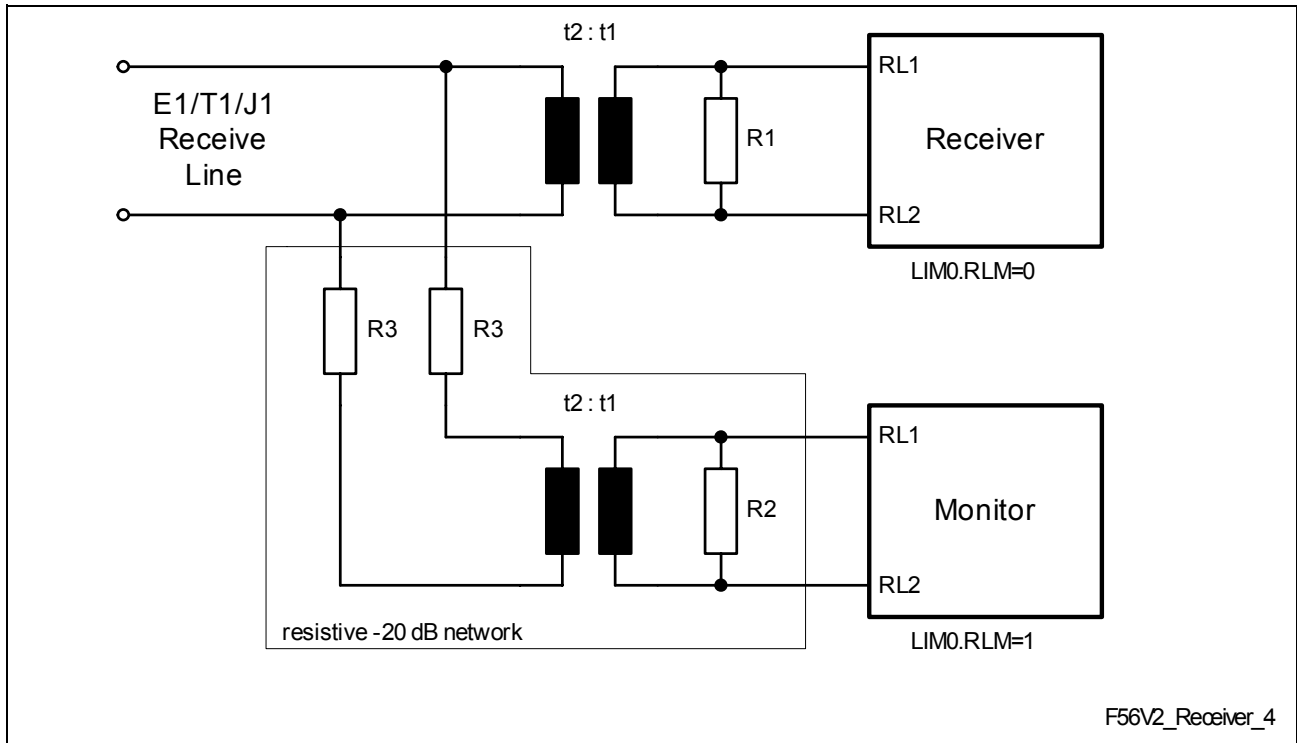 t2 : t1
E1/T1/J1
Receive
Line
R1
RL1
Receiver
RL2
LIM0.RLM=0
R3
R3
t2 : t1
R2
RL1
Monitor
RL2
resistive -20 dB network
LIM0.RLM=1
F56V2_Receiver_4